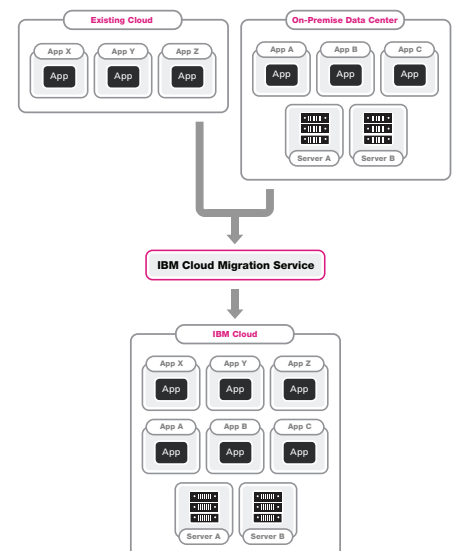 Existing Cloud
On-Premise Data Center
App X
App Y
App Z
App
App
App
App A
App B
App C
App
App
App
Server A
Server B
IBM Cloud Migration Service
IBM Cloud
App X
App Y
App Z
App
App
App
App A
App B
App C
App
App
App
Server A
Server B